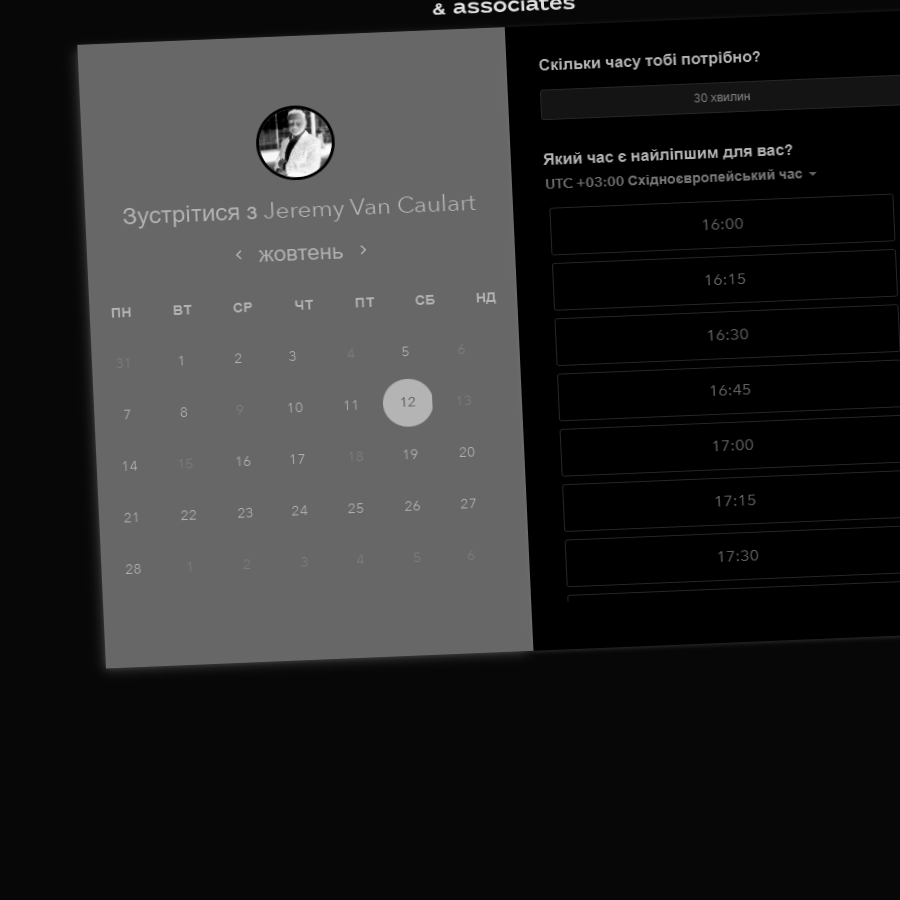 & associates
Зустрітися з Jeremy Van Caulart
жовтень
ПН ВТ СР ЧТ ПТ СБ НД
31 1 2 3 4 5 6
7 8 9 10 11 12 13
14 15 16 17 18 19 20
21 22 23 24 25 26 27
28 1 2 3 4 5 6
Скільки часу тобі потрібно?
30 хвилин
Який час є найліпшим для вас?
UTC +03:00 Східноєвропейський час
16:00
16:15
16:30
16:45
17:00
17:15
17:30